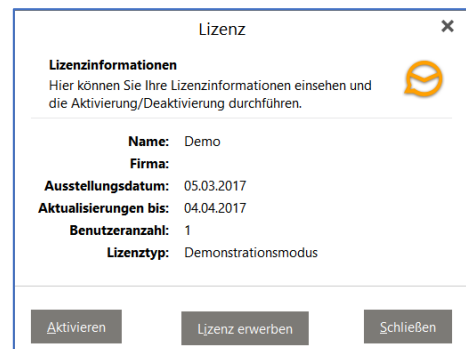 Lizenz
Lizenzinformationen
Hier können Sie Ihre Lizenzinformationen einsehen und
die Aktivierung/Deaktivierung durchführen.
Name: Demo
Firma:
Ausstellungsdatum: 05.03.2017
Aktualisierungen bis: 04.04.2017
Benutzeranzahl: 1
Lizenztyp: Demonstrationsmodus
Aktivieren Lizenz erwerben Schließen